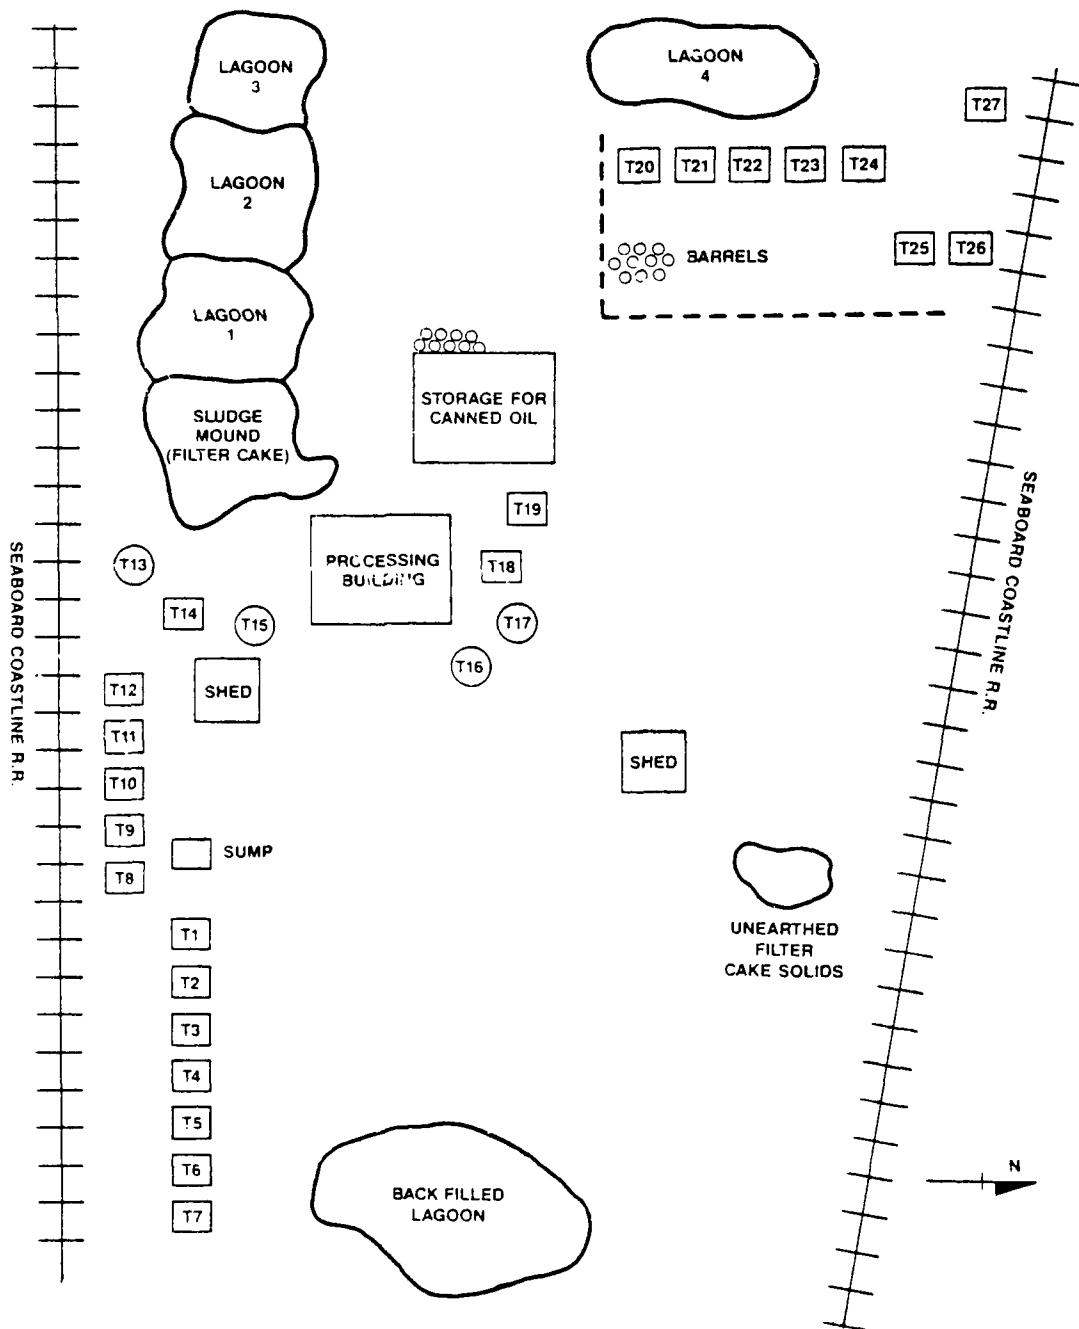 LAGOON
3
LAGOON
4
T27
T20
T21
T22
T23
T24
LAGOON
2
BARRELS
T25
T26
LAGOON
1
STORAGE FOR
CANNED OIL
SLUDGE
MOUND
(FILTER CAKE)
T19
SEABOARD COASTLINE R.R.
SEABOARD COASTLINE R.R.
PROCESSING
BUILDING
T13
T18
T14
T15
T17
T16
T12
SHED
T11
SHED
T10
T9
SUMP
T8
T1
UNEARTHED
FILTER
CAKE SOLIDS
T2
T3
T4
T5
T6
N
BACK FILLED
LAGOON
T7